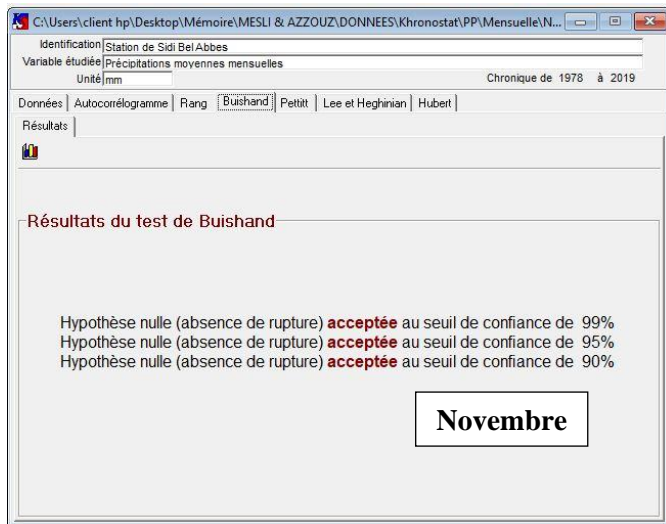 C:\Users\client hp\Desktop\Mémoire\MESLI & AZZOUZ\DONNEES\Khronostat\PP\Mensuelle\N...
Identification Station de Sidi Bel Abbes
Variable étudiée Précipitations moyennes mensuelles
Unité mm Chronique de 1978 à 2019
Données Autocorrélogramme Rang Buishand Pettitt Lee et Heghinian Hubert
Résultats
Résultats du test de Buishand
Hypothèse nulle (absence de rupture) acceptée au seuil de confiance de 99%
Hypothèse nulle (absence de rupture) acceptée au seuil de confiance de 95%
Hypothèse nulle (absence de rupture) acceptée au seuil de confiance de 90%
Novembre